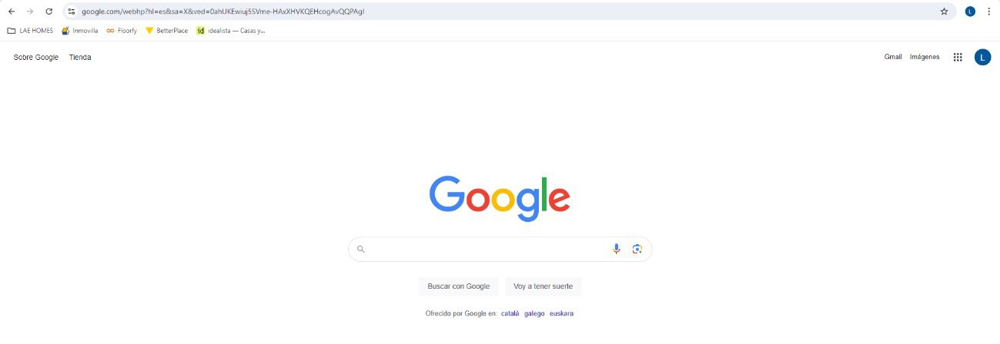 google.com/webhp?hl=es&sa=X&ved=0ahUKEwiuj5SVme-HAxXHVKQEHcogAvQQPAgI
L
LAE HOMES Inmovilla Floorfy BetterPlace id idealista — Casas y...
Sobre Google Tienda Gmail Imágenes L
Google
Buscar con Google Voy a tener suerte
Ofrecido por Google en: català galego euskara